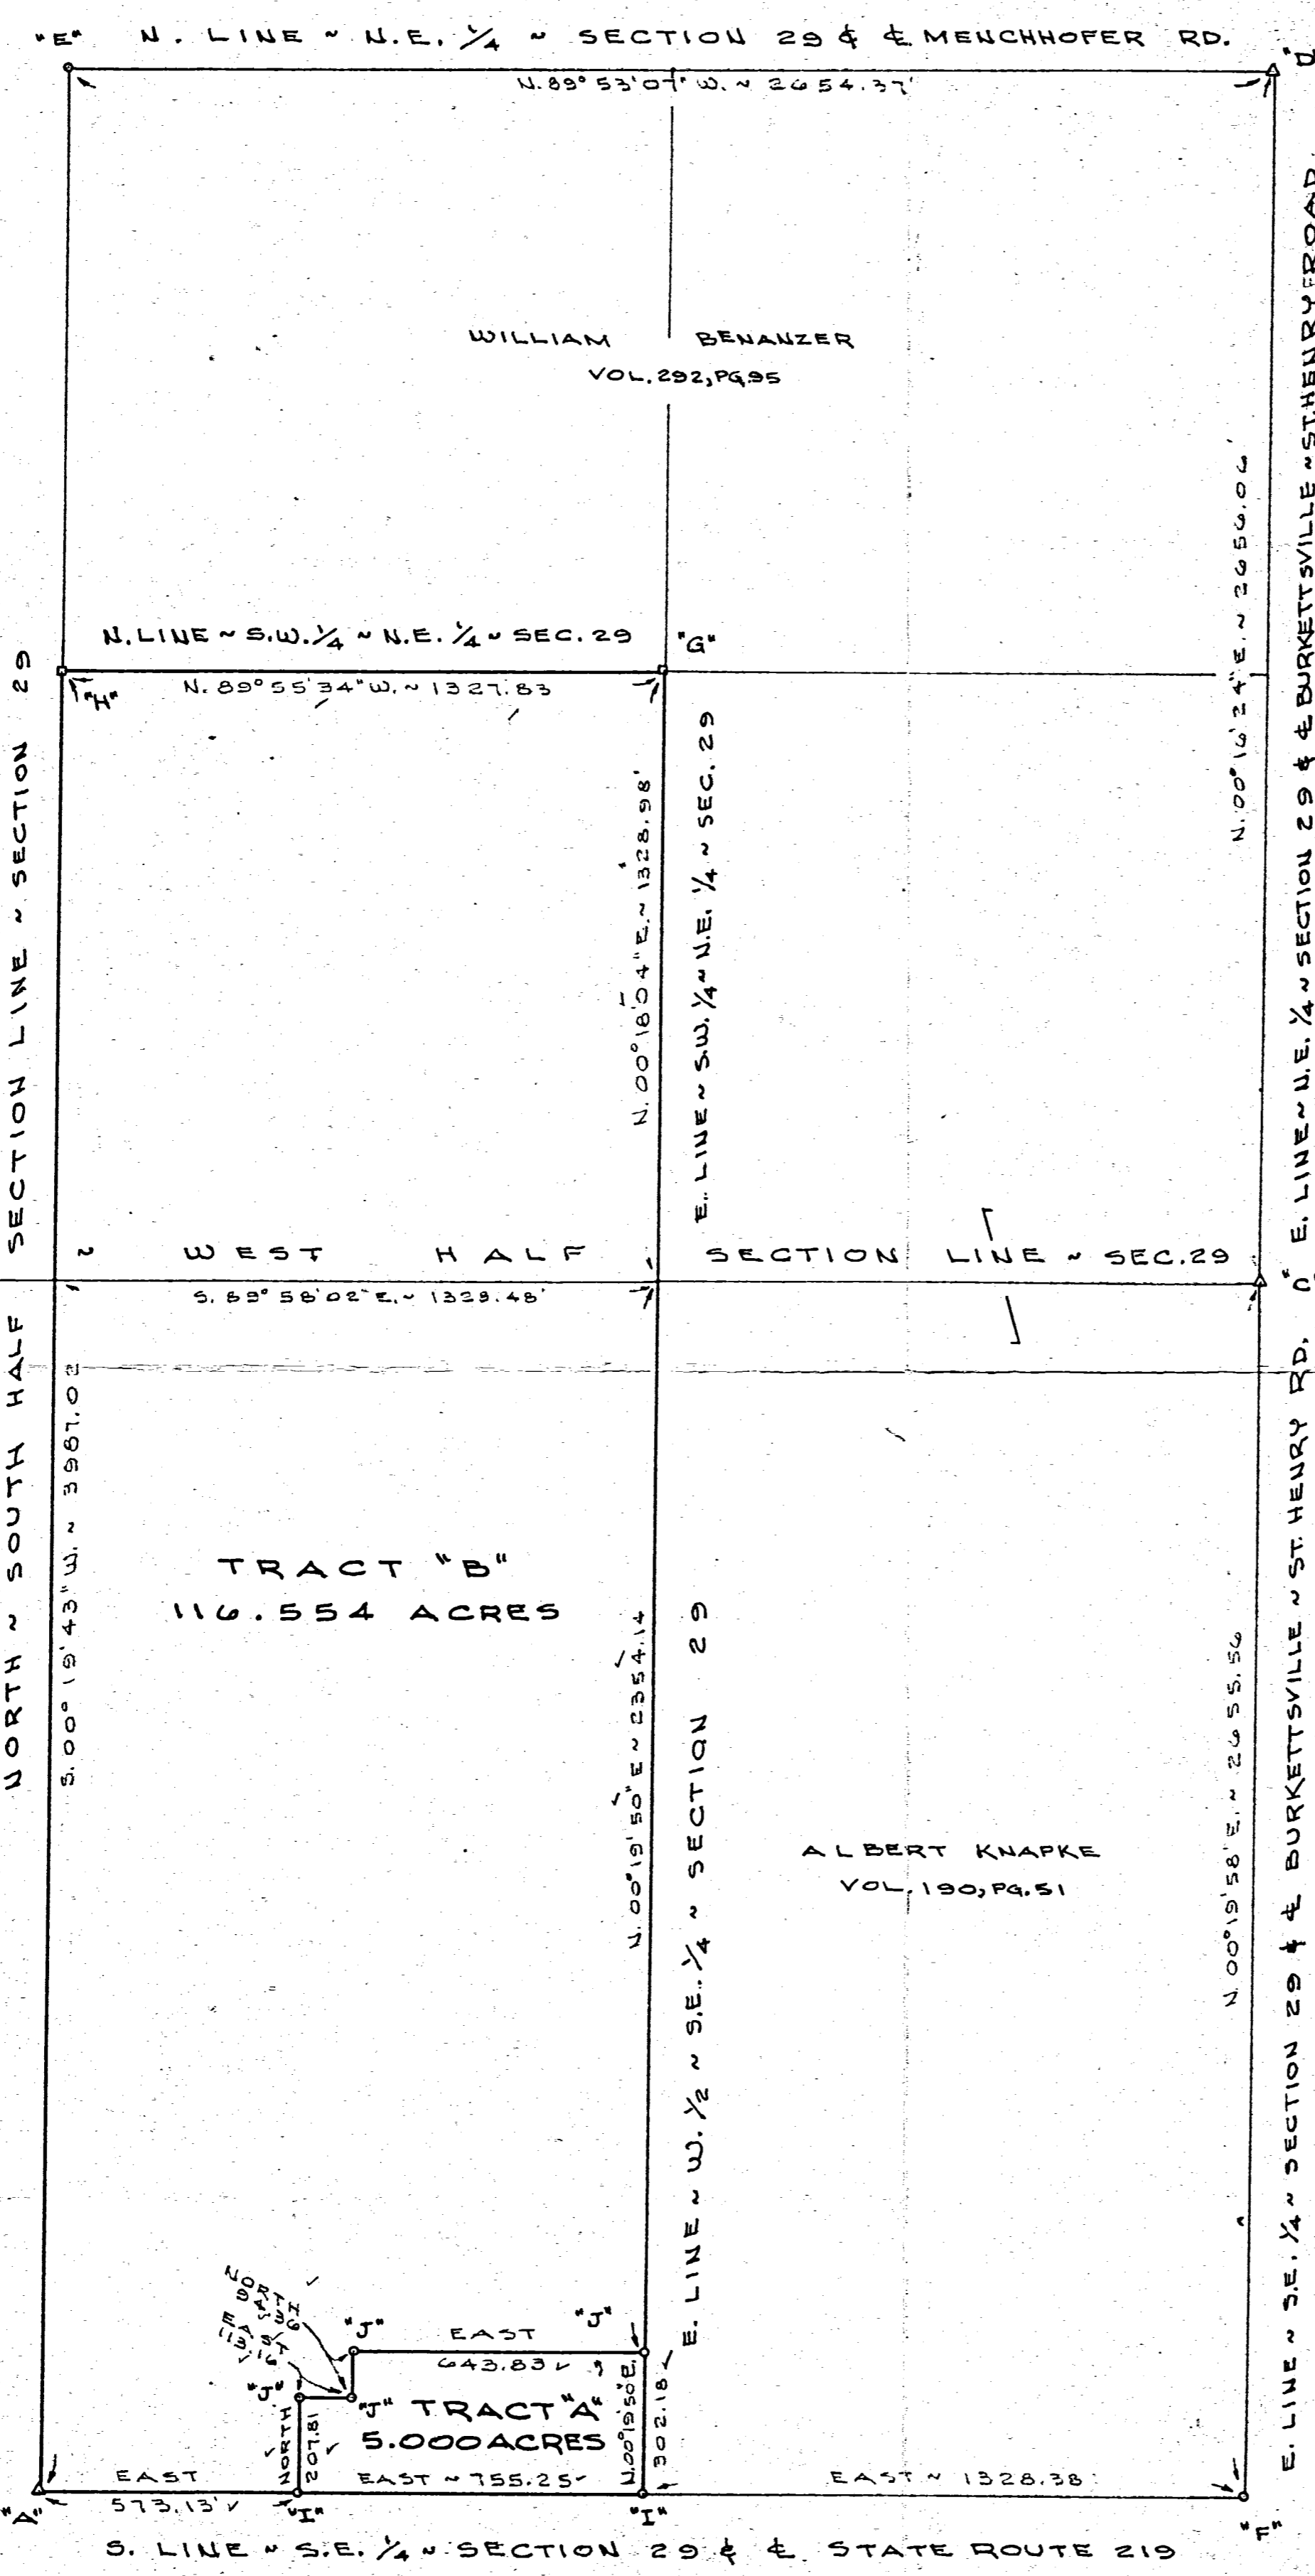 "E" N. LINE ~ N.E. 1/4 ~ SECTION 29 & ℄ MENCHHOFER RD. "D"
N. 89° 53' 07" W. ~ 2654.37'
WILLIAM BENANZER
VOL. 292, PG. 95
N. 00° 16' 24" E. ~ 2656.06'
E. LINE ~ N.E. 1/4 ~ SECTION 29 & ℄ BURKETTSVILLE ~ ST. HENRY ROAD
N. LINE ~ S.W. 1/4 ~ N.E. 1/4 ~ SEC. 29
"G"
"H"
N. 89° 55' 34" W. ~ 1327.83
N. 00° 18' 04" E. ~ 1328.98'
E. LINE ~ S.W. 1/4 ~ N.E. 1/4 ~ SEC. 29
NORTH ~ SOUTH HALF SECTION LINE ~ SECTION 29
~ WEST HALF SECTION LINE ~ SEC. 29
"C"
S. 89° 58' 02" E. ~ 1328.48'
S. 00° 19' 43" W. ~ 3987.02
TRACT "B"
116.554 ACRES
N. 00° 19' 50" E ~ 2354.14
E. LINE ~ W. 1/2 ~ S.E. 1/4 ~ SECTION 29
ALBERT KNAPKE
VOL. 190, PG. 51
N. 00° 19' 58" E. ~ 2655.56
E. LINE ~ S.E. 1/4 ~ SECTION 29 & ℄ BURKETTSVILLE ~ ST. HENRY RD.
NORTH
94.36
EAST
113.16
"J"
EAST
"J"
643.83
"J"
"J"
TRACT "A"
5.000 ACRES
NORTH
207.81
N. 00° 19' 50" E.
302.18
EAST
573.13'
EAST ~ 755.25
EAST ~ 1328.38
"A"
"I"
"I"
"F"
S. LINE ~ S.E. 1/4 ~ SECTION 29 & ℄ STATE ROUTE 219